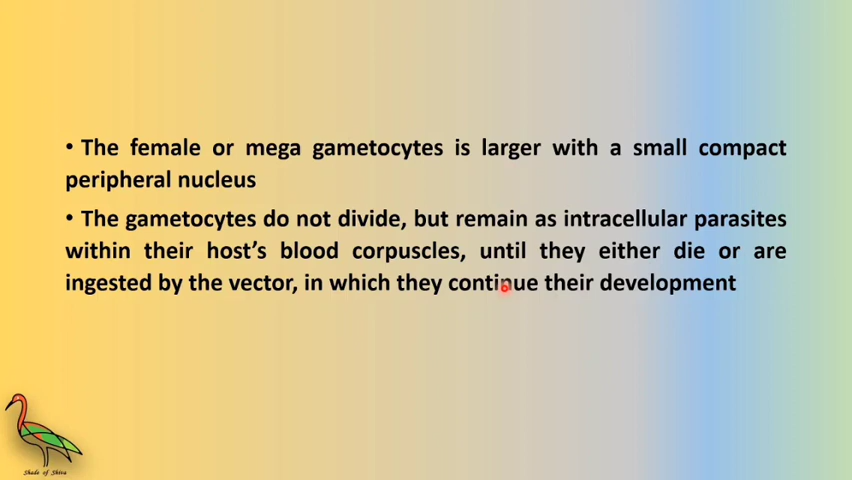 • The female or mega gametocytes is larger with a small compact
peripheral nucleus
• The gametocytes do not divide, but remain as intracellular parasites
within their host's blood corpuscles, until they either die or are
ingested by the vector, in which they continue their development
Shade of Shiva